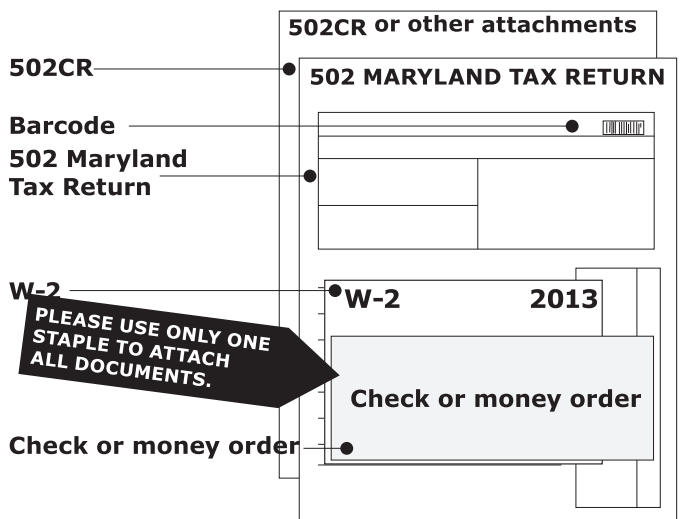 502CR or other attachments
502CR
502 MARYLAND TAX RETURN
Barcode
502 Maryland
Tax Return
W-2
W-2 2013
PLEASE USE ONLY ONE
STAPLE TO ATTACH
ALL DOCUMENTS.
Check or money order
Check or money order